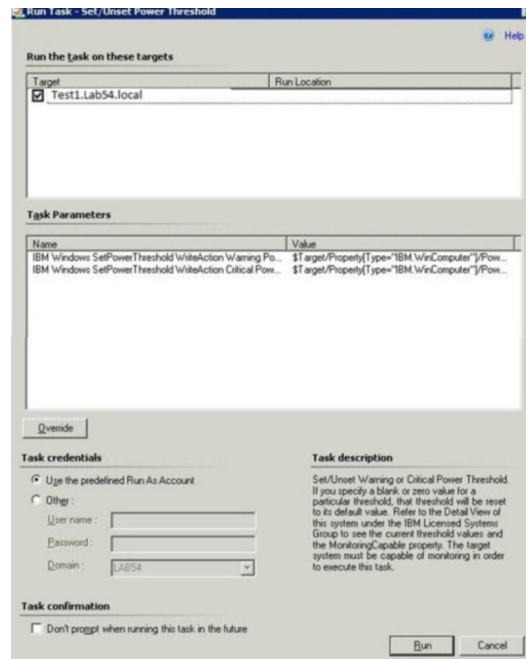 Run Task - Set/Unset Power Threshold
Help
Run the task on these targets
Target Run Location
Test1.Lab54.local
Task Parameters
Name Value
IBM Windows SetPowerThreshold WriteAction Warning Po... $Target/Property[Type="IBM.WinComputer"]/Pow...
IBM Windows SetPowerThreshold WriteAction Critical Pow... $Target/Property[Type="IBM.WinComputer"]/Pow...
Override
Task credentials
Use the predefined Run As Account
Other :
User name :
Password :
Domain : LAB54
Task description
Set/Unset Warning or Critical Power Threshold.
If you specify a blank or zero value for a
particular threshold, that threshold will be reset
to its default value. Refer to the Detail View of
this system under the IBM Licensed Systems
Group to see the current threshold values and
the MonitoringCapable property. The target
system must be capable of monitoring in order
to execute this task.
Task confirmation
Don't prompt when running this task in the future
Run Cancel